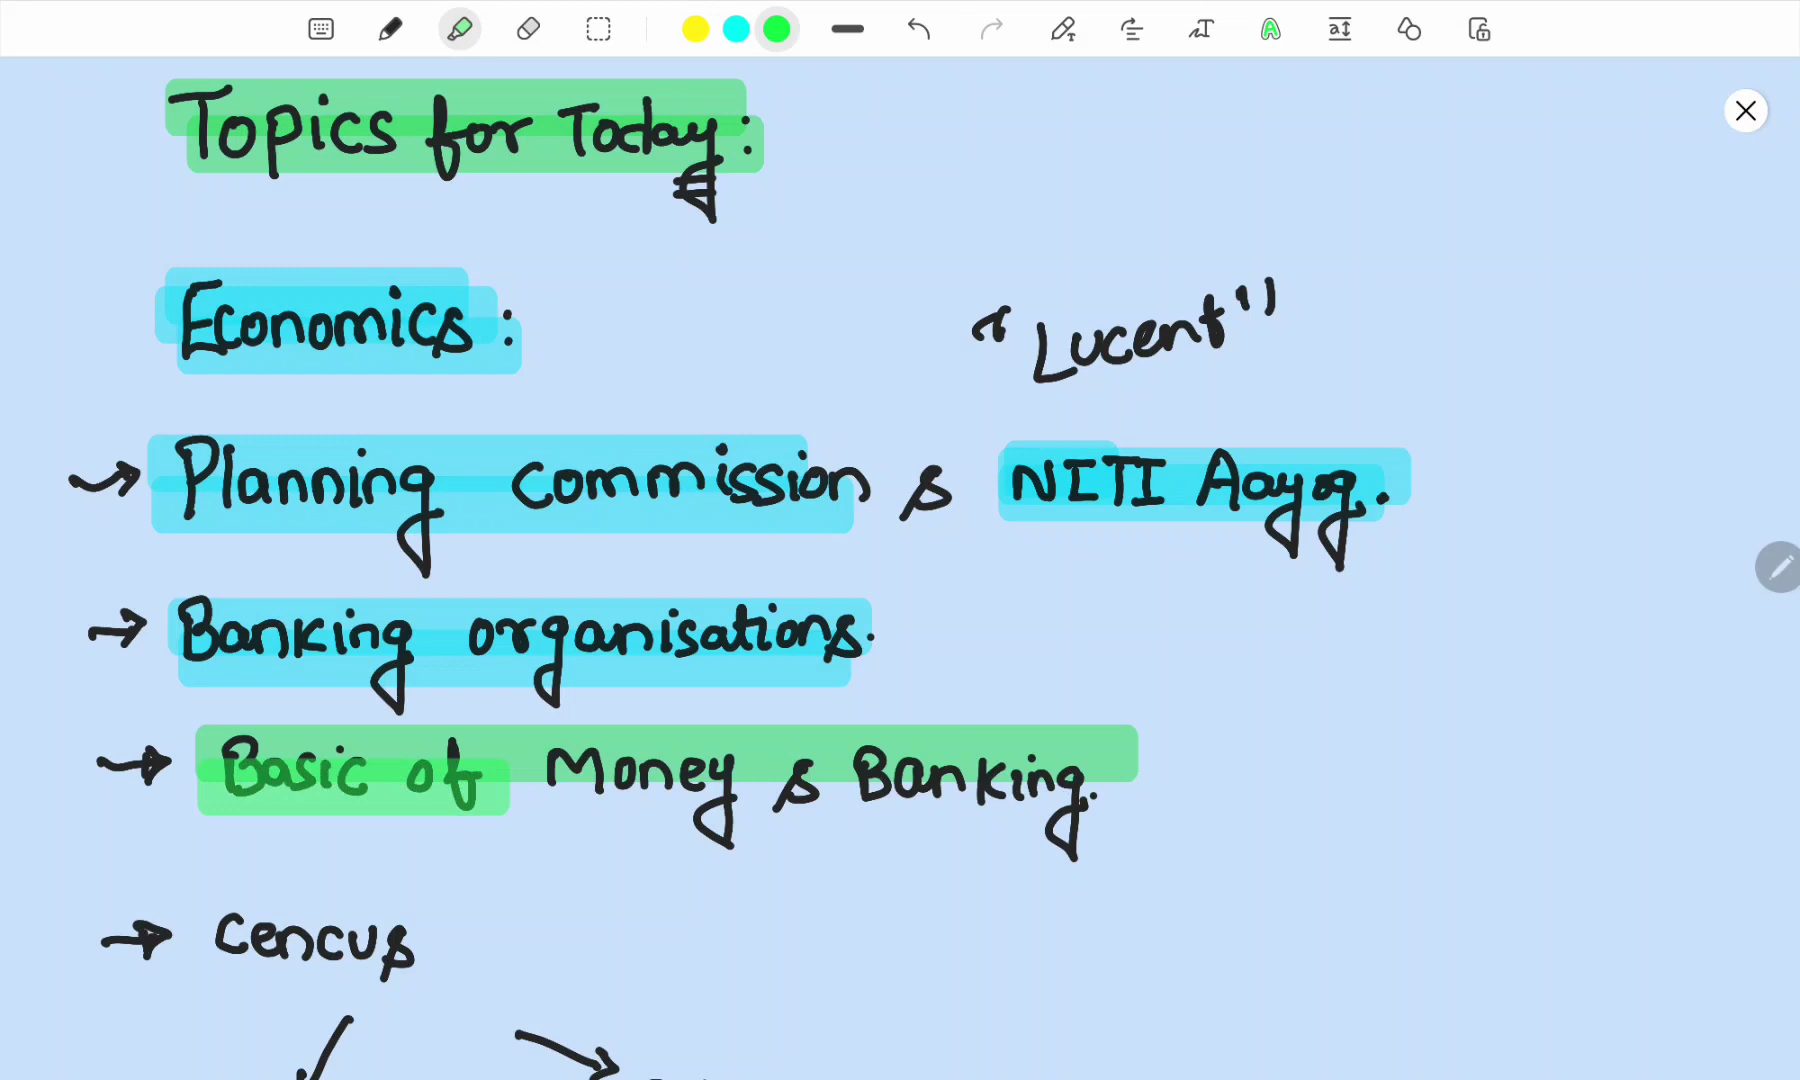 Topics for Today:
Economics:
"Lucent"
→ Planning commission & NITI Aayog.
→ Banking organisations.
→ Basic of Money & Banking.
→ Cencus